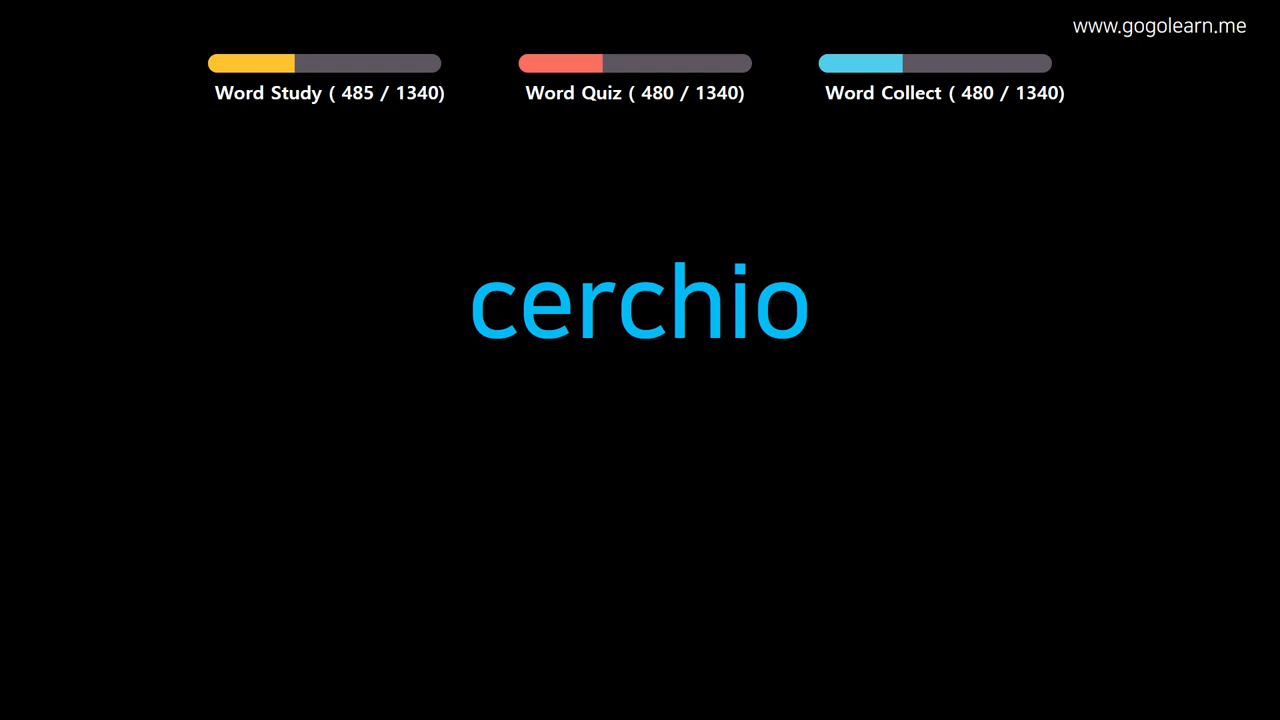 www.gogolearn.me
Word Study ( 485 / 1340)
Word Quiz ( 480 / 1340)
Word Collect ( 480 / 1340)
cerchio